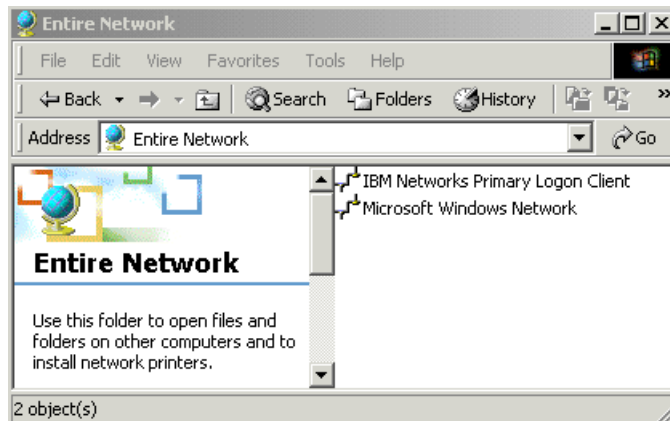 Entire Network
File Edit View Favorites Tools Help
Back Search Folders History »
Address Entire Network Go
IBM Networks Primary Logon Client
Microsoft Windows Network
Entire Network
Use this folder to open files and
folders on other computers and to
install network printers.
2 object(s)